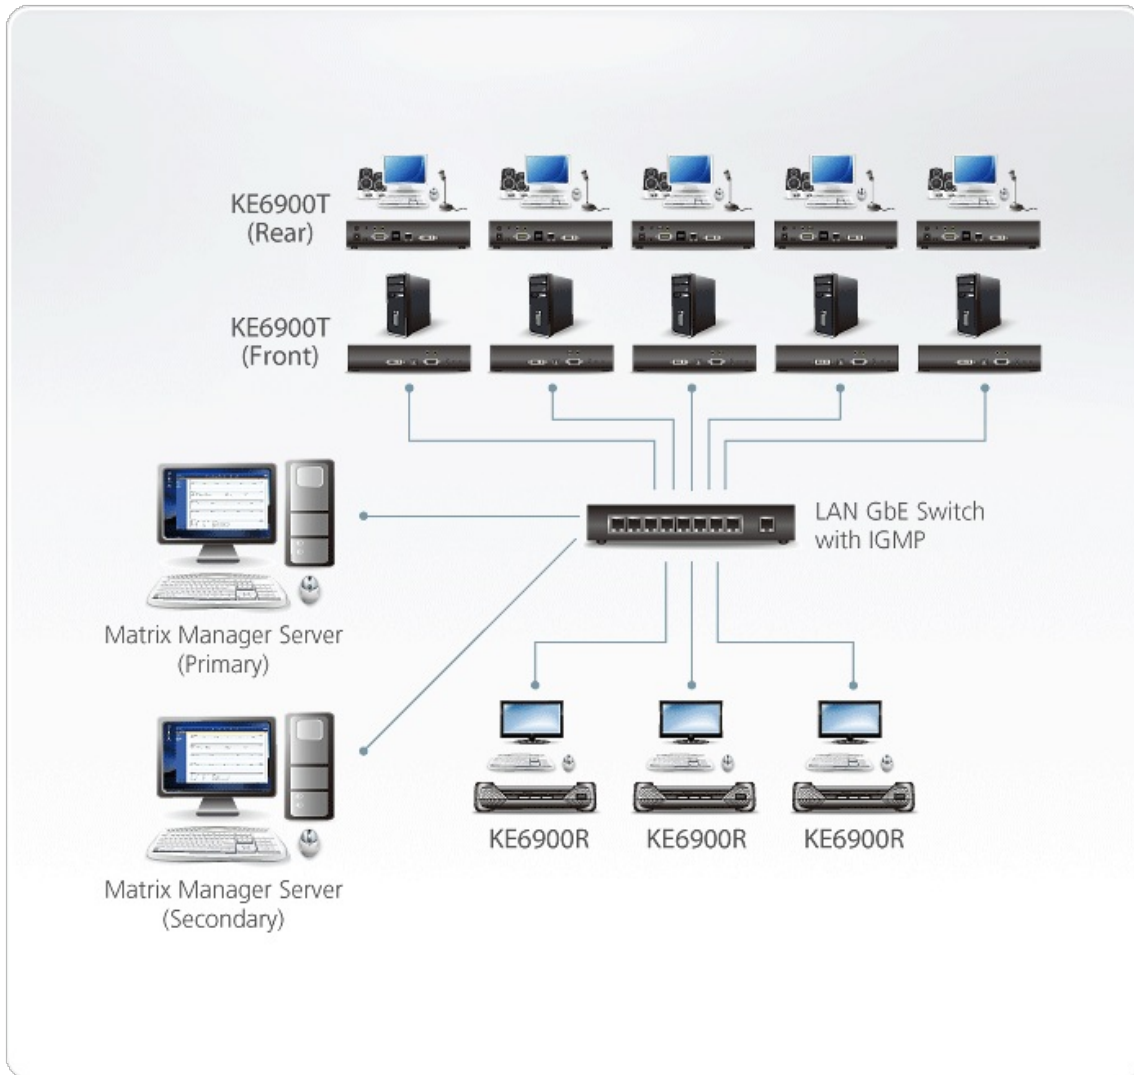 KE6900T
(Rear)
KE6900T
(Front)
LAN GbE Switch
with IGMP
Matrix Manager Server
(Primary)
KE6900R
KE6900R
KE6900R
Matrix Manager Server
(Secondary)